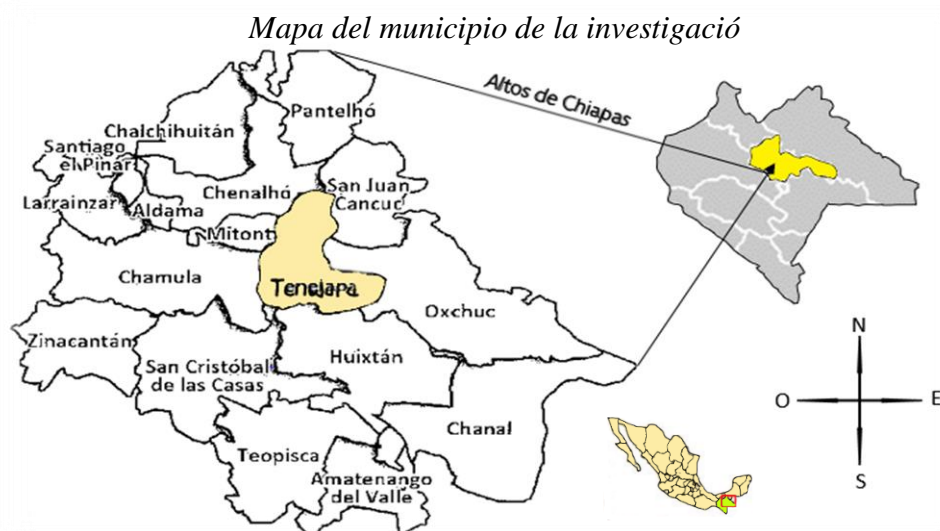 Mapa del municipio de la investigació
Altos de Chiapas
Pantelhó
Chalchihuitán
Santiago
el Pinar
Chenalhó
San Juan
Cancuc
Larrainzar
Aldama
Mitont
Chamula
Tenejapa
Oxchuc
Zinacantán
San Cristóbal
de las Casas
Huixtán
Chanal
Teopisca
Amatenango
del Valle
N
O
E
S